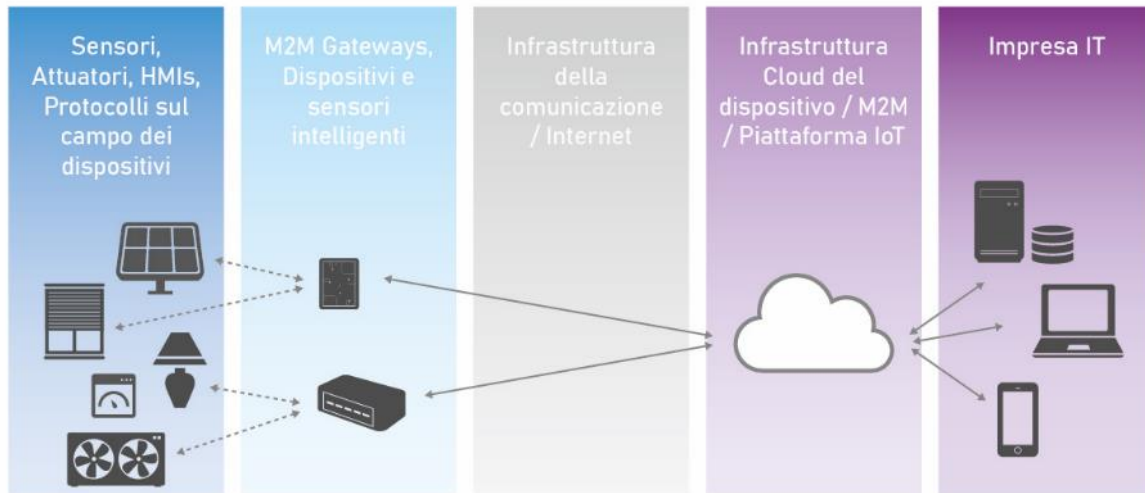 Sensori,
Attuatori, HMIs,
Protocolli sul
campo dei
dispositivi
M2M Gateways,
Dispositivi e
sensori
intelligenti
Infrastruttura
della
comunicazione
/ Internet
Infrastruttura
Cloud del
dispositivo / M2M
/ Piattaforma IoT
Impresa IT